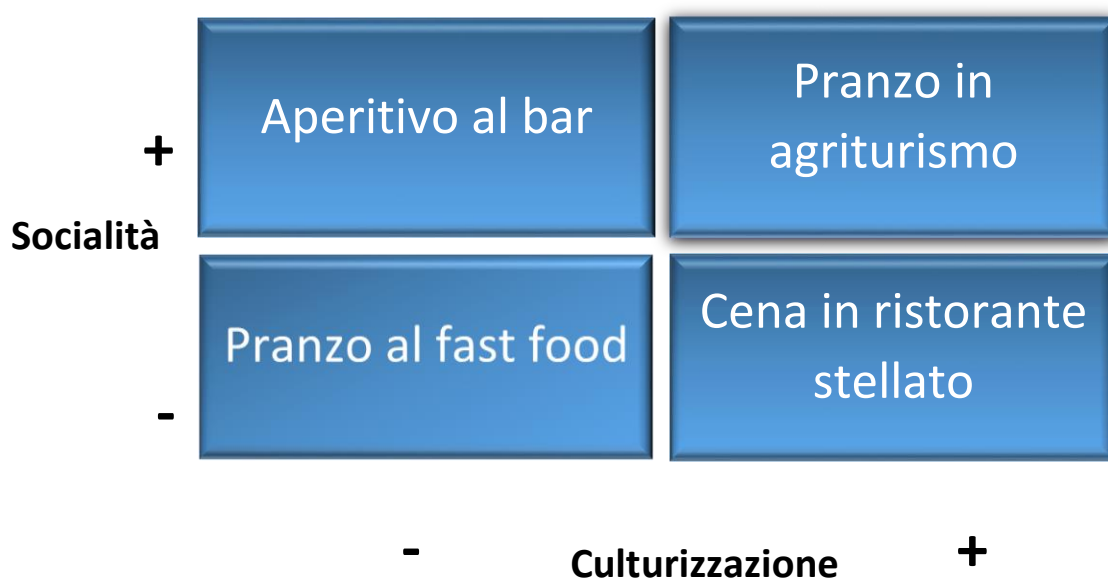 Aperitivo al bar
Pranzo in
agriturismo
+
Socialità
Pranzo al fast food
Cena in ristorante
stellato
-
- Culturizzazione +